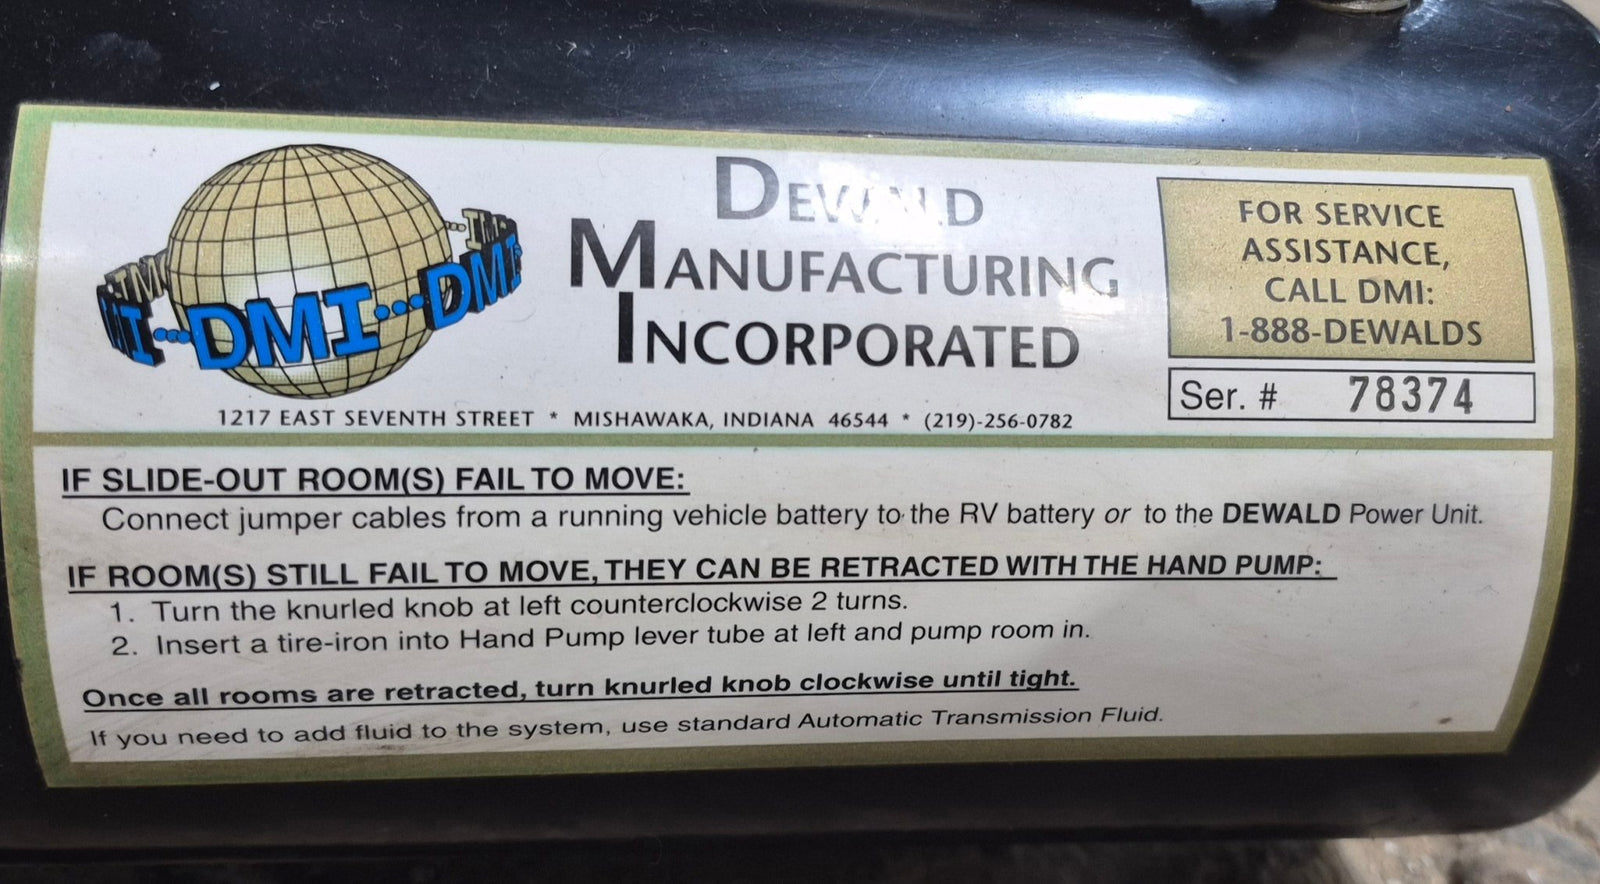 DMI...DMI
DEWALD
MANUFACTURING
INCORPORATED
1217 EAST SEVENTH STREET * MISHAWAKA, INDIANA 46544 * (219)-256-0782
FOR SERVICE
ASSISTANCE,
CALL DMI:
1-888-DEWALDS
Ser. # 78374
IF SLIDE-OUT ROOM(S) FAIL TO MOVE:
Connect jumper cables from a running vehicle battery to the RV battery or to the DEWALD Power Unit.
IF ROOM(S) STILL FAIL TO MOVE, THEY CAN BE RETRACTED WITH THE HAND PUMP:
1. Turn the knurled knob at left counterclockwise 2 turns.
2. Insert a tire-iron into Hand Pump lever tube at left and pump room in.
Once all rooms are retracted, turn knurled knob clockwise until tight.
If you need to add fluid to the system, use standard Automatic Transmission Fluid.